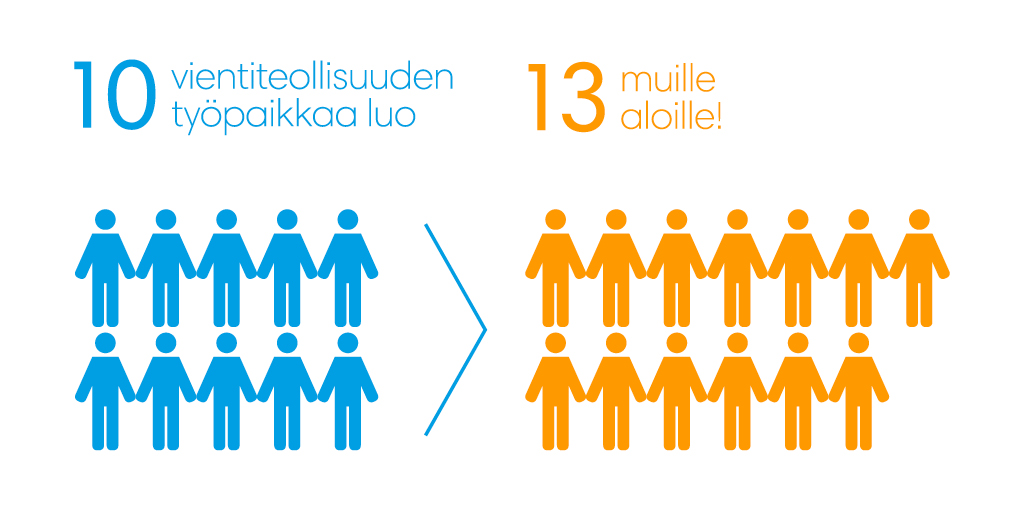 10 vientiteollisuuden
työpaikkaa luo
13 muille
aloille!